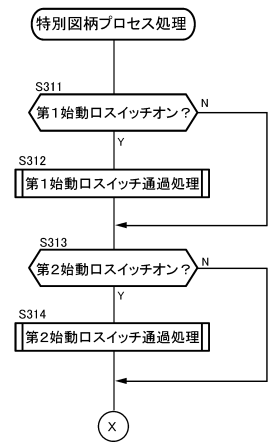 特別図柄プロセス処理
S311
第1始動口スイッチオン？
N
Y
S312
第1始動口スイッチ通過処理
S313
第2始動口スイッチオン？
N
Y
S314
第2始動口スイッチ通過処理
X